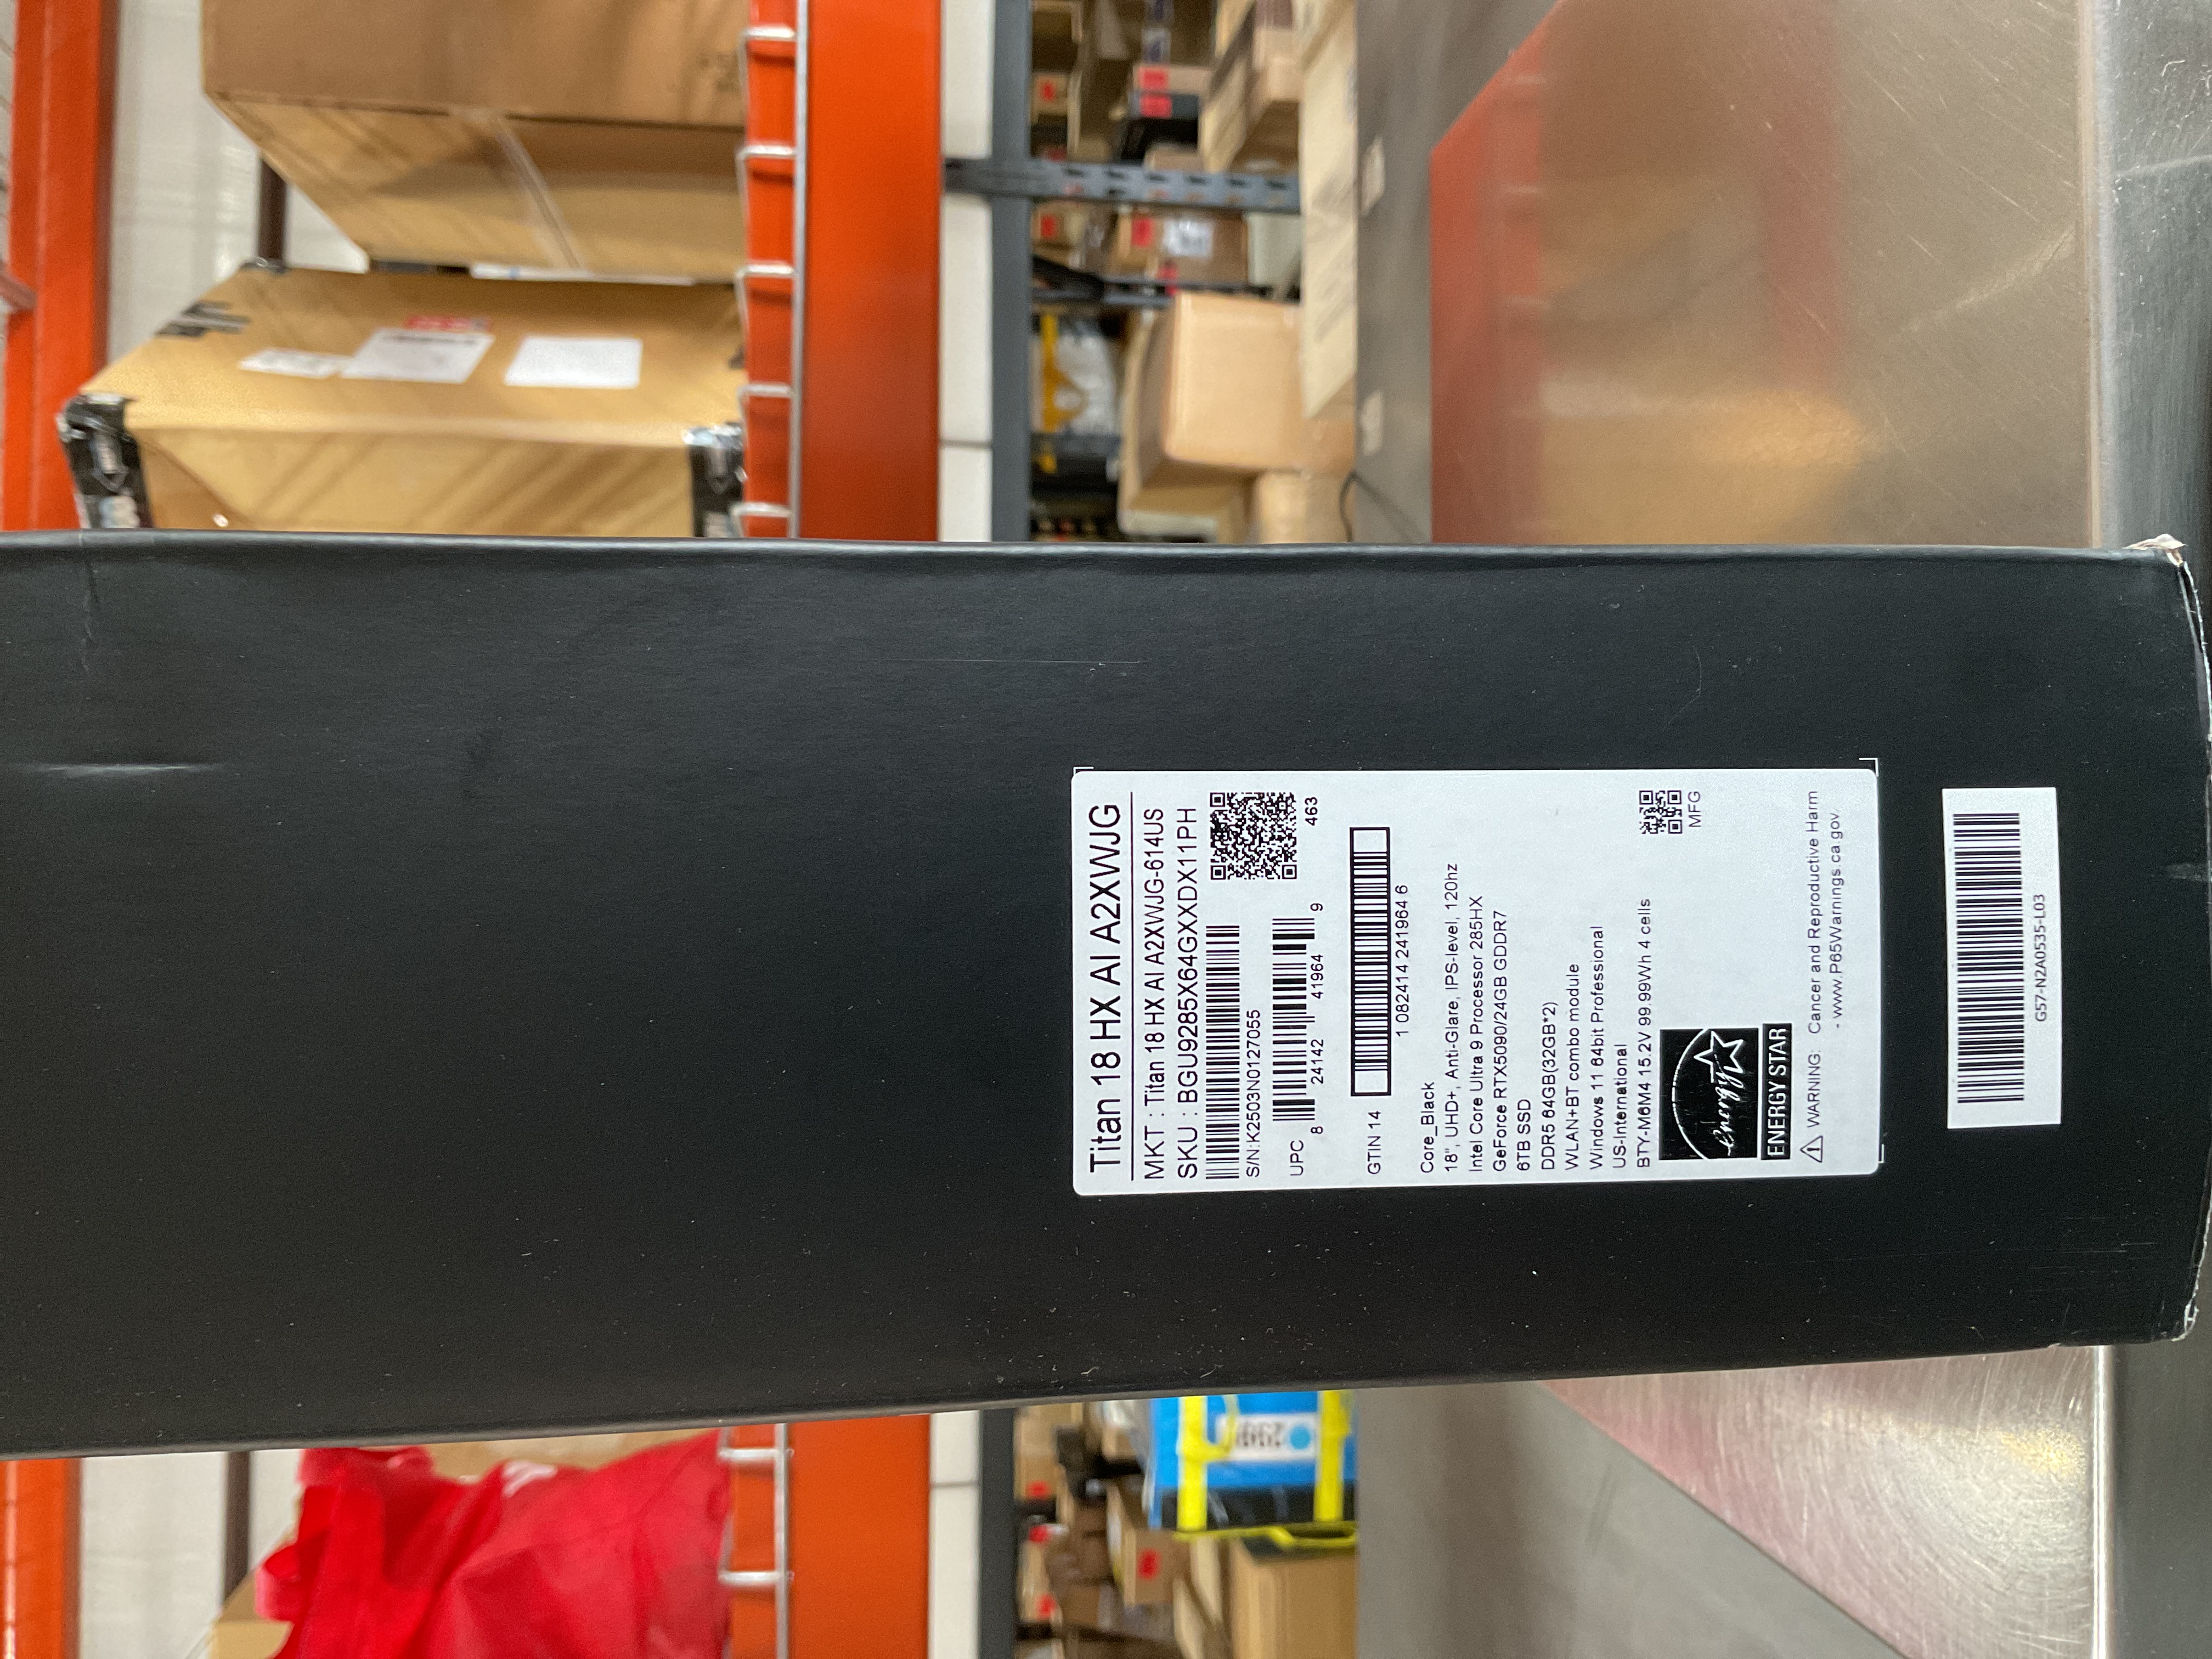 Titan 18 HX AI A2XWJG
MKT : Titan 18 HX AI A2XWJG-614US
SKU : BGU9285X64GXXDX11PH
S/N:K2503N0127055
UPC
8 24142 41964 9
463
GTIN 14
1 082414 241964 6
Core_Black
18", UHD+, Anti-Glare, IPS-level, 120hz
Intel Core Ultra 9 Processor 285HX
GeForce RTX5090/24GB GDDR7
6TB SSD
DDR5 64GB(32GB*2)
WLAN+BT combo module
Windows 11 64bit Professional
US-International
BTY-M6M4 15.2V 99.99Wh 4 cells
MFG
energy
ENERGY STAR
WARNING: Cancer and Reproductive Harm
- www.P65Warnings.ca.gov.
G57-N2A0535-L03